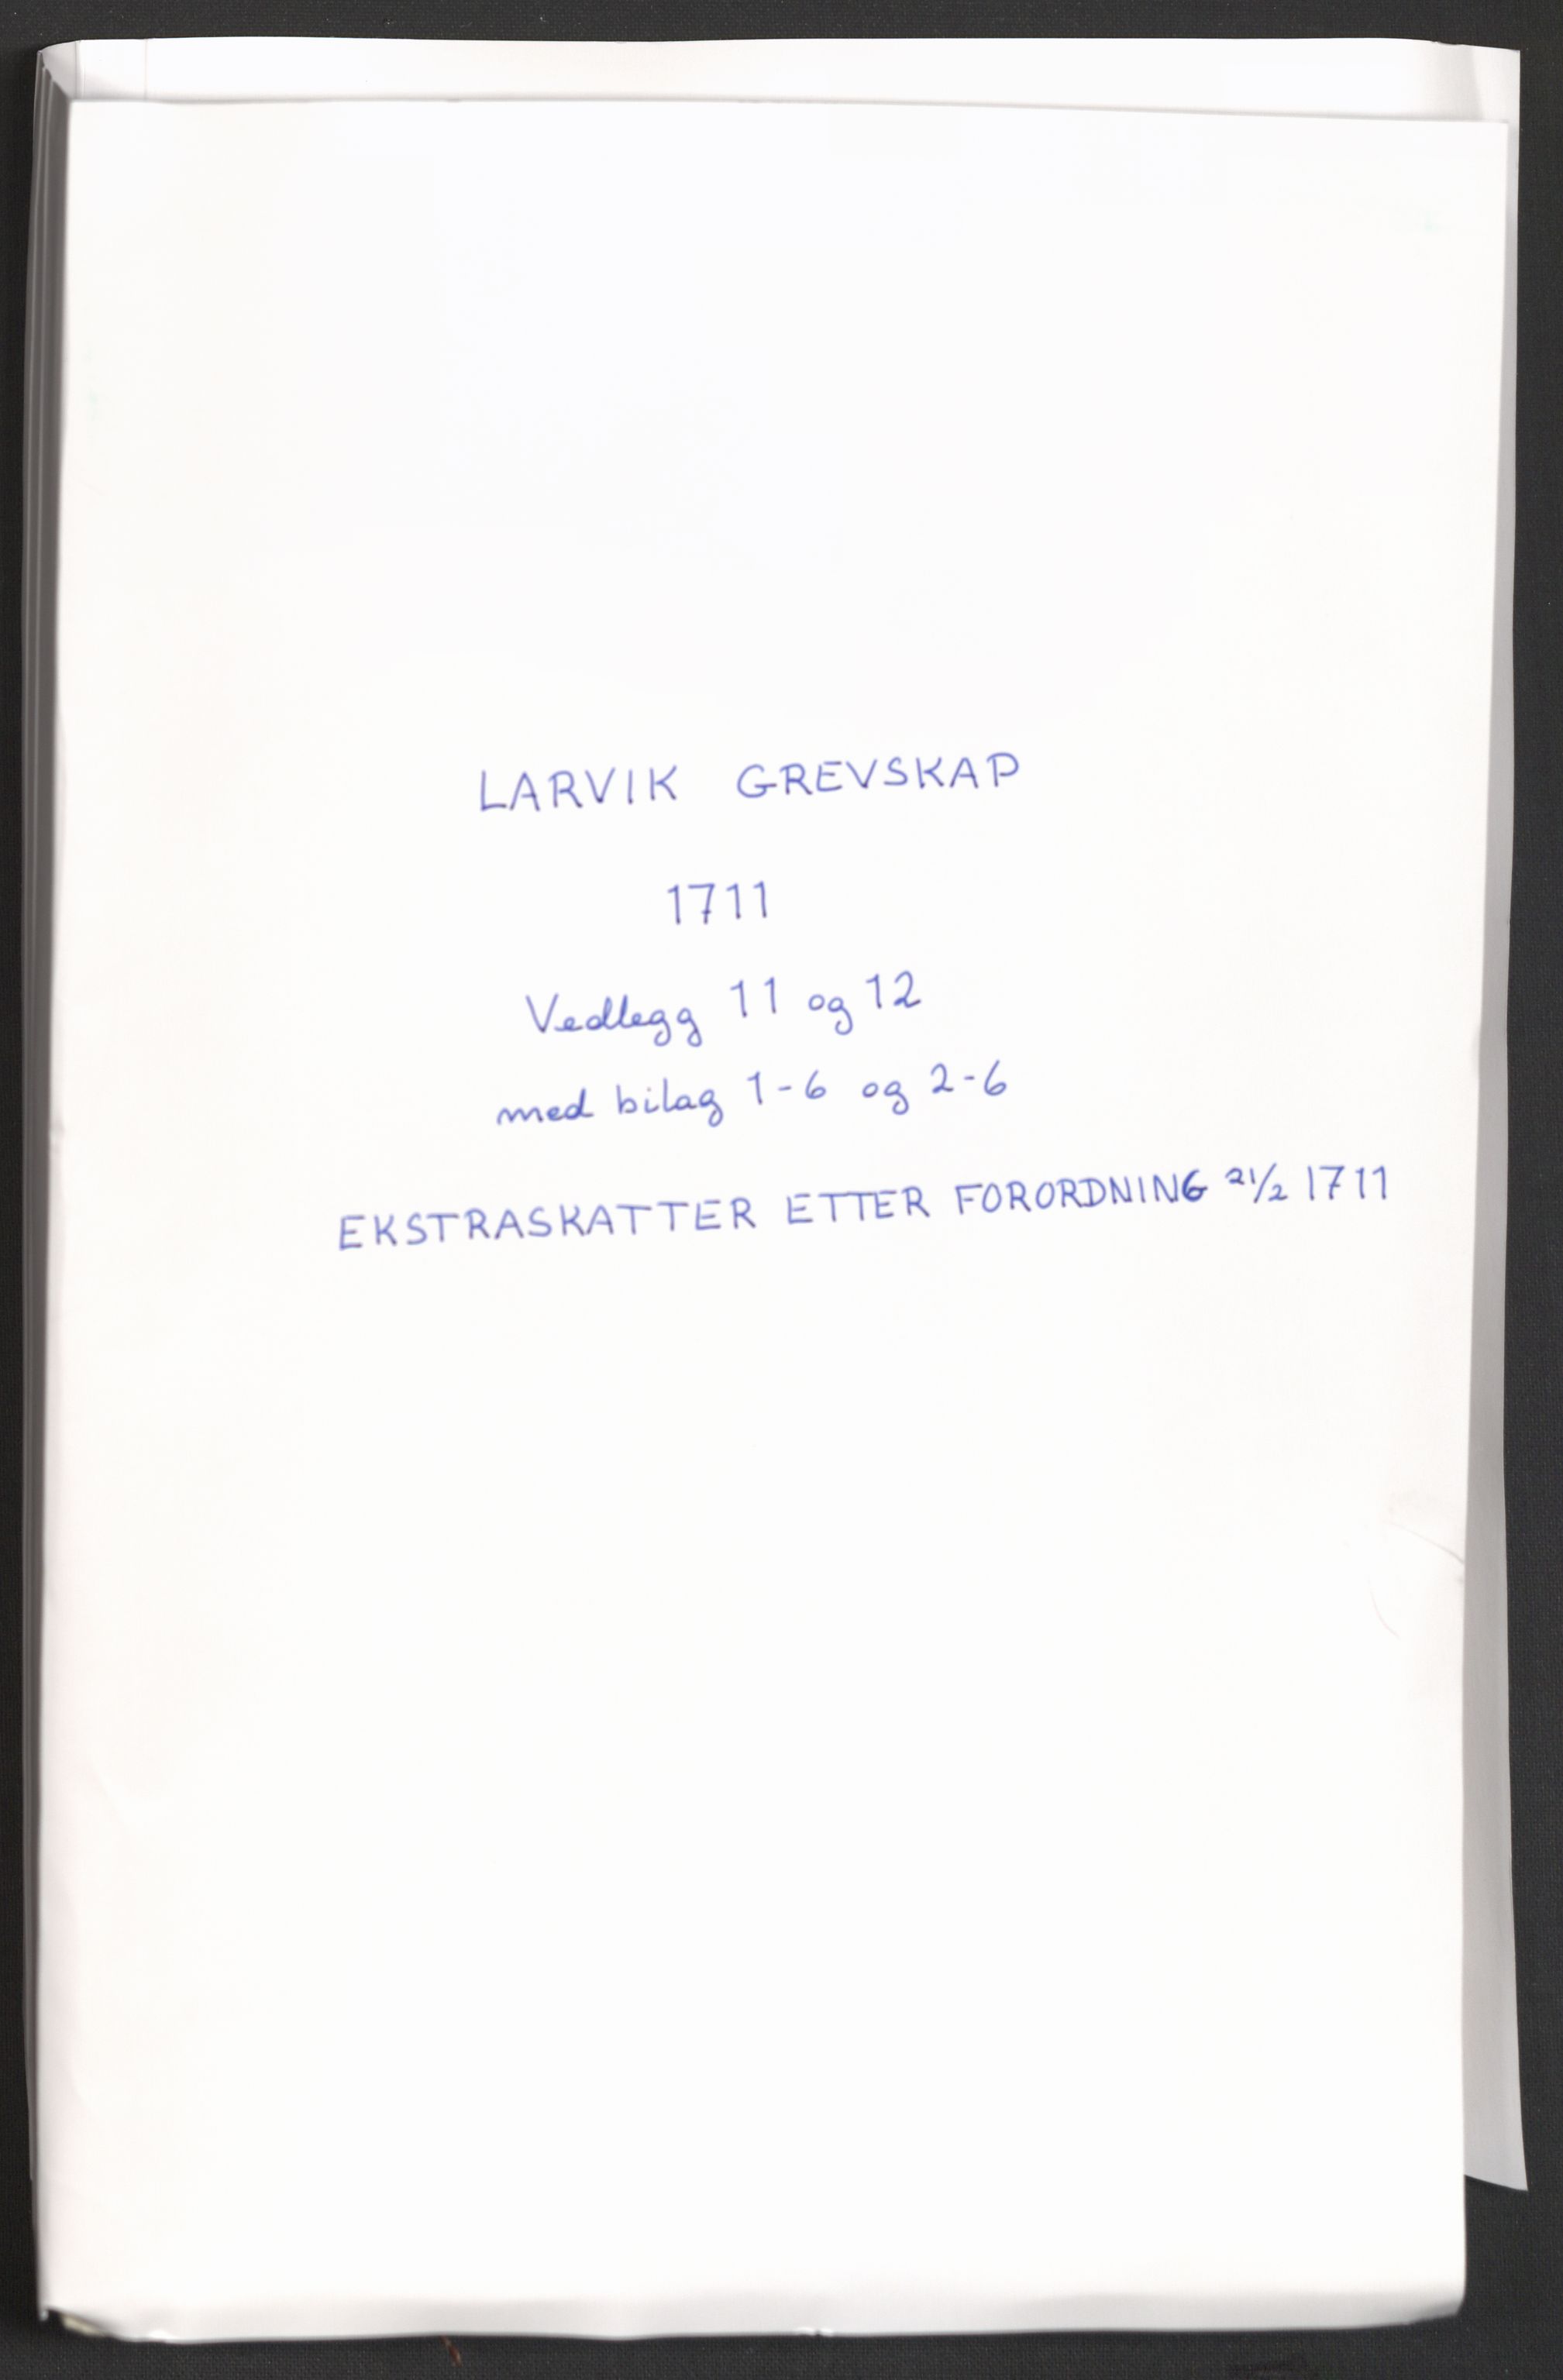 LARVIK GREVSKAP
1711
Vedlegg 11 og 12
med bilag 1-6 og 2-6
EKSTRASKATTER ETTER FORORDNING 21/2 1711